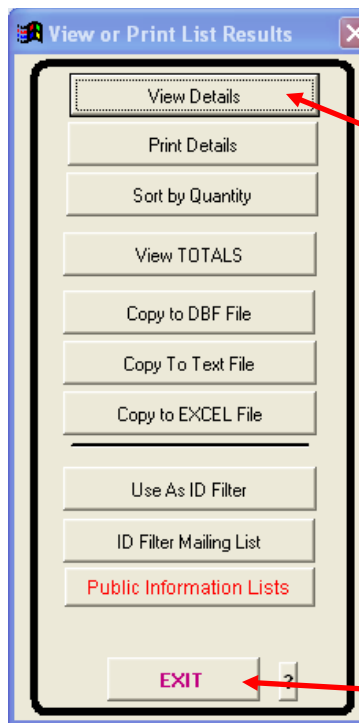 View or Print List Results
View Details
Print Details
Sort by Quantity
View TOTALS
Copy to DBF File
Copy To Text File
Copy to EXCEL File
Use As ID Filter
ID Filter Mailing List
Public Information Lists
EXIT ?